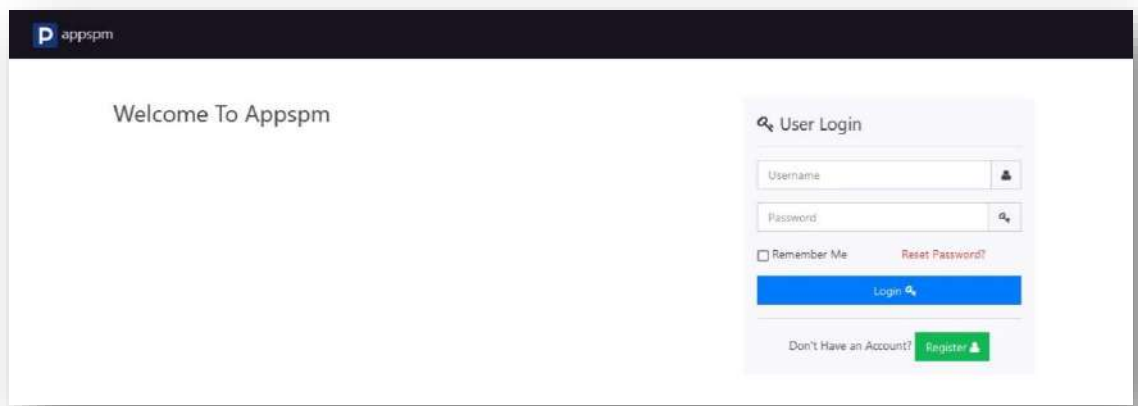 P appspm
Welcome To Appspm
User Login
Username
Password
Remember Me Reset Password?
Login
Don't Have an Account? Register